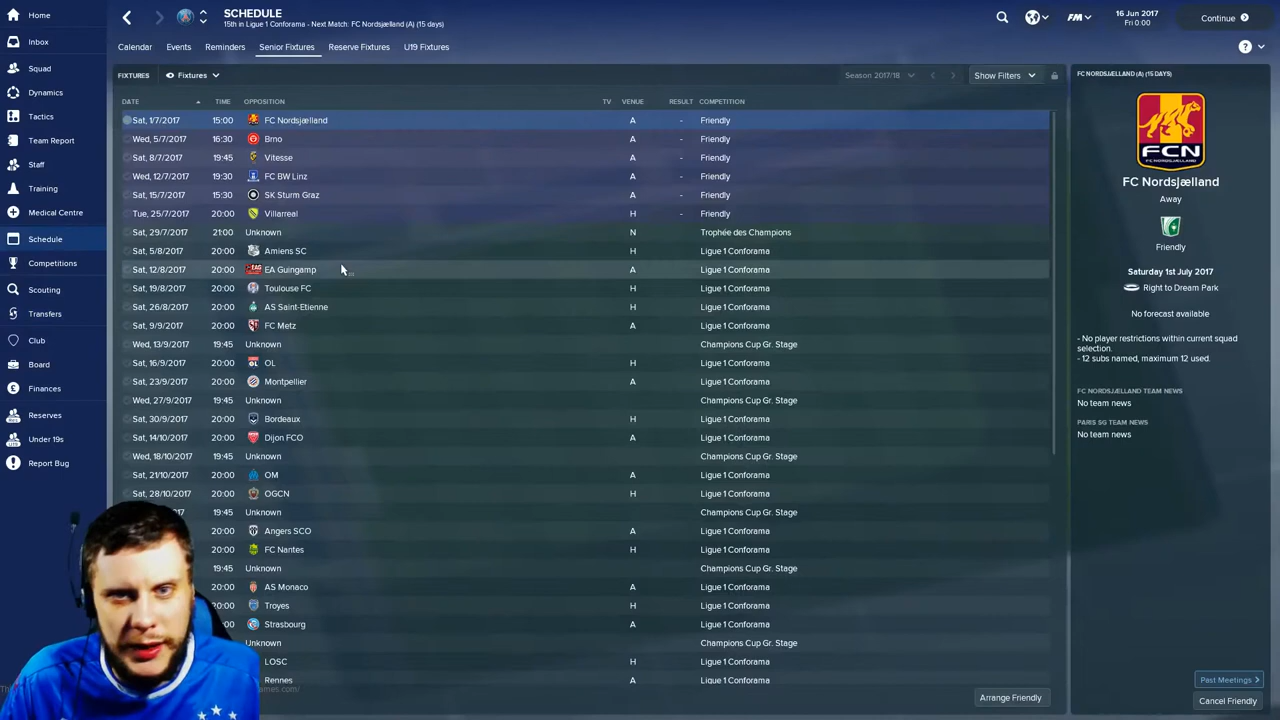 Home
Inbox
Squad
Dynamics
Tactics
Team Report
Staff
Training
Medical Centre
Schedule
Competitions
Scouting
Transfers
Club
Board
Finances
Reserves
Under 19s
Report Bug
SCHEDULE
15th in Ligue 1 Conforama - Next Match: FC Nordsjælland (A) (15 days)
FM
16 Jun 2017
Fri 0:00
Continue
Calendar Events Reminders Senior Fixtures Reserve Fixtures U19 Fixtures
?
FIXTURES Fixtures Season 2017/18 Show Filters
DATE TIME OPPOSITION TV VENUE RESULT COMPETITION
Sat, 1/7/2017 15:00 FC Nordsjælland A - Friendly
Wed, 5/7/2017 16:30 Brno A - Friendly
Sat, 8/7/2017 19:45 Vitesse A - Friendly
Wed, 12/7/2017 19:30 FC BW Linz A - Friendly
Sat, 15/7/2017 15:30 SK Sturm Graz A - Friendly
Tue, 25/7/2017 20:00 Villarreal H - Friendly
Sat, 29/7/2017 21:00 Unknown N Trophée des Champions
Sat, 5/8/2017 20:00 Amiens SC H Ligue 1 Conforama
Sat, 12/8/2017 20:00 EA Guingamp A Ligue 1 Conforama
Sat, 19/8/2017 20:00 Toulouse FC H Ligue 1 Conforama
Sat, 26/8/2017 20:00 AS Saint-Etienne H Ligue 1 Conforama
Sat, 9/9/2017 20:00 FC Metz A Ligue 1 Conforama
Wed, 13/9/2017 19:45 Unknown Champions Cup Gr. Stage
Sat, 16/9/2017 20:00 OL H Ligue 1 Conforama
Sat, 23/9/2017 20:00 Montpellier A Ligue 1 Conforama
Wed, 27/9/2017 19:45 Unknown Champions Cup Gr. Stage
Sat, 30/9/2017 20:00 Bordeaux H Ligue 1 Conforama
Sat, 14/10/2017 20:00 Dijon FCO A Ligue 1 Conforama
Wed, 18/10/2017 19:45 Unknown Champions Cup Gr. Stage
Sat, 21/10/2017 20:00 OM A Ligue 1 Conforama
Sat, 28/10/2017 20:00 OGCN H Ligue 1 Conforama
19:45 Unknown Champions Cup Gr. Stage
20:00 Angers SCO A Ligue 1 Conforama
20:00 FC Nantes H Ligue 1 Conforama
19:45 Unknown Champions Cup Gr. Stage
20:00 AS Monaco A Ligue 1 Conforama
20:00 Troyes H Ligue 1 Conforama
20:00 Strasbourg A Ligue 1 Conforama
Unknown Champions Cup Gr. Stage
LOSC H Ligue 1 Conforama
Rennes A Ligue 1 Conforama
Arrange Friendly
FC NORDSJÆLLAND (A) (15 DAYS)
FCN
FC NORDSJÆLLAND
FC Nordsjælland
Away
Friendly
Saturday 1st July 2017
Right to Dream Park
No forecast available
- No player restrictions within current squad
selection.
- 12 subs named, maximum 12 used.
FC NORDSJÆLLAND TEAM NEWS
No team news
PARIS SG TEAM NEWS
No team news
Past Meetings
Cancel Friendly